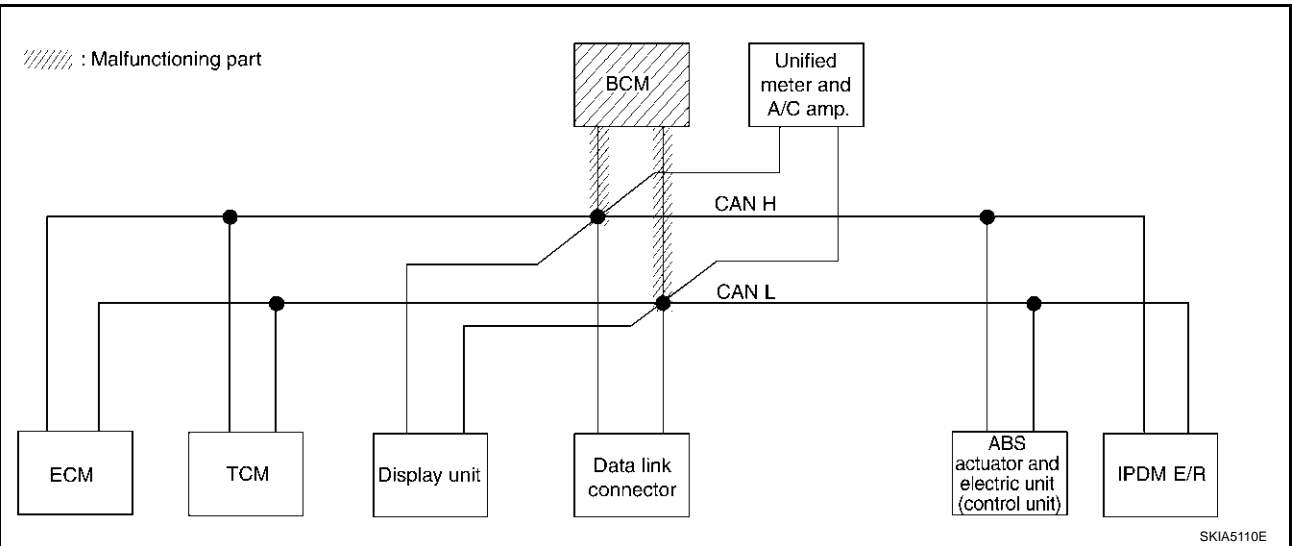 : Malfunctioning part
BCM
Unified
meter and
A/C amp.
CAN H
CAN L
ECM
TCM
Display unit
Data link
connector
ABS
actuator and
electric unit
(control unit)
IPDM E/R
SKIA5110E